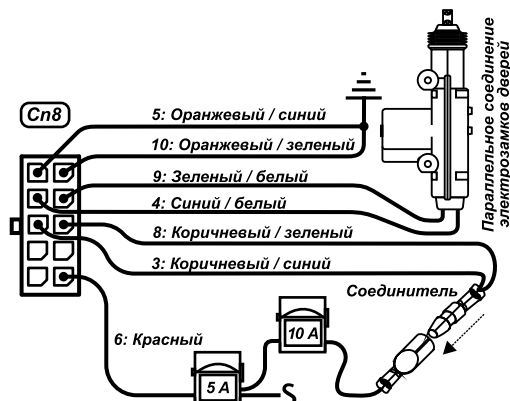 Сп8
5: Оранжевый / синий
10: Оранжевый / зеленый
9: Зеленый / белый
4: Синий / белый
8: Коричневый / зеленый
3: Коричневый / синий
6: Красный
Параллельное соединение
электрозамков дверей
Соединитель
10 А
5 А